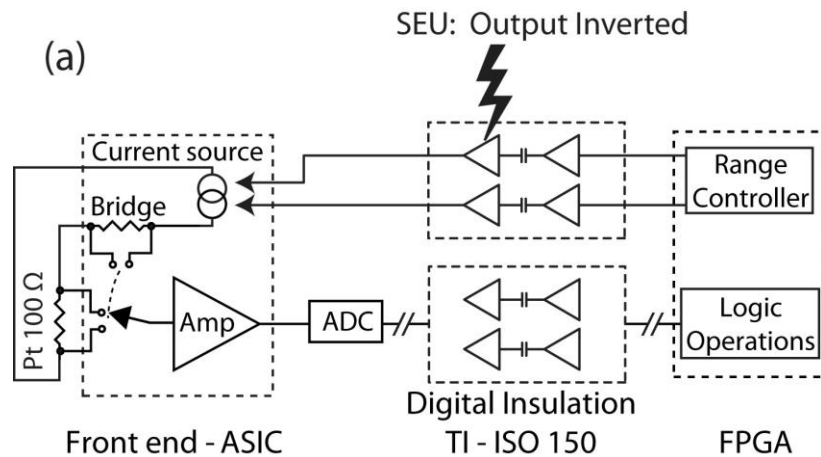 SEU: Output Inverted
(a)
Current source
Bridge
Range
Controller
Pt 100 Ω
Amp
ADC
Logic
Operations
Digital Insulation
Front end - ASIC
TI - ISO 150
FPGA